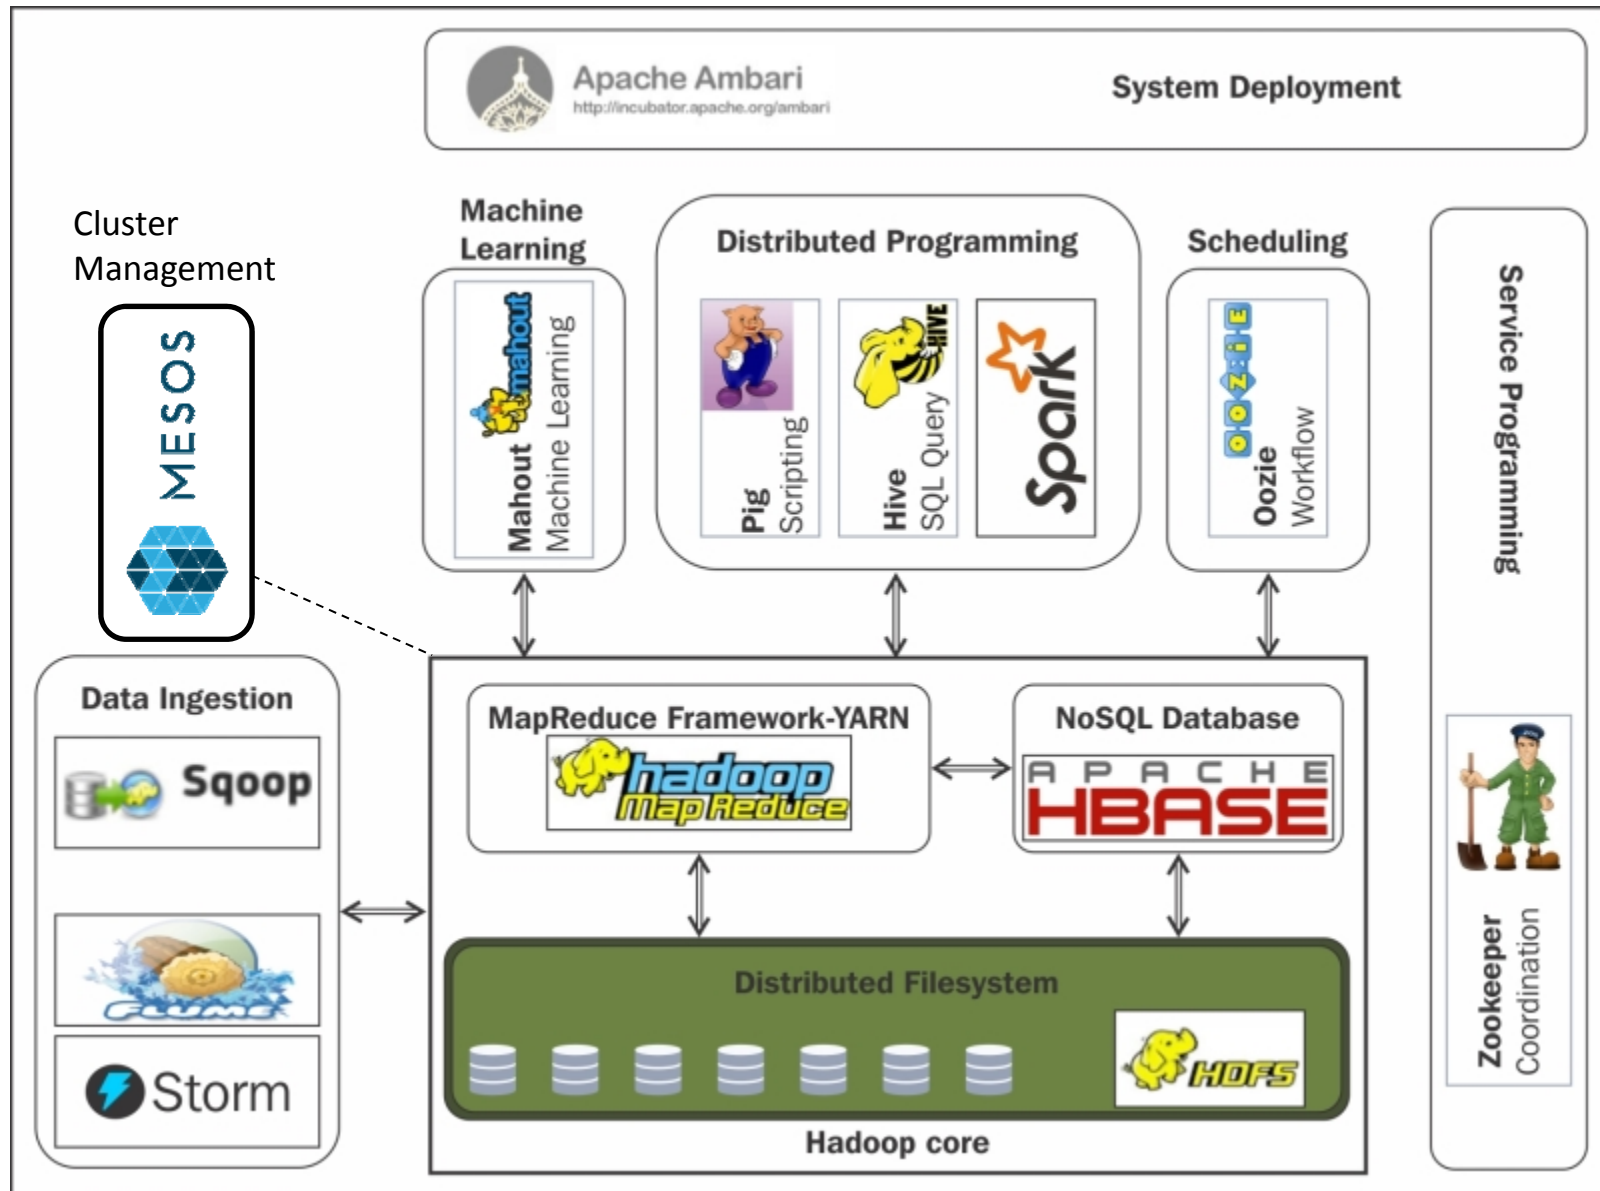 Apache Ambari
http://incubator.apache.org/ambari
System Deployment
Cluster
Management
MESOS
Machine
Learning
mahout
Mahout
Machine Learning
Distributed Programming
Pig
Scripting
HIVE
Hive
SQL Query
Spark
Scheduling
OOZIE
Oozie
Workflow
Service Programming
Zookeeper
Coordination
Data Ingestion
Sqoop
FLUME
Storm
MapReduce Framework-YARN
hadoop
Map Reduce
NoSQL Database
APACHE
HBASE
Distributed Filesystem
HDFS
Hadoop core